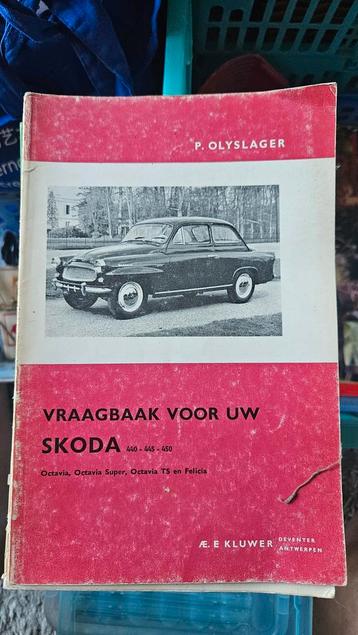 P. OLYSLAGER
VRAAGBAAK VOOR UW
SKODA 440 - 445 - 450
Octavia, Octavia Super, Octavia TS en Felicia
Æ. E KLUWER DEVENTER
ANTWERPEN